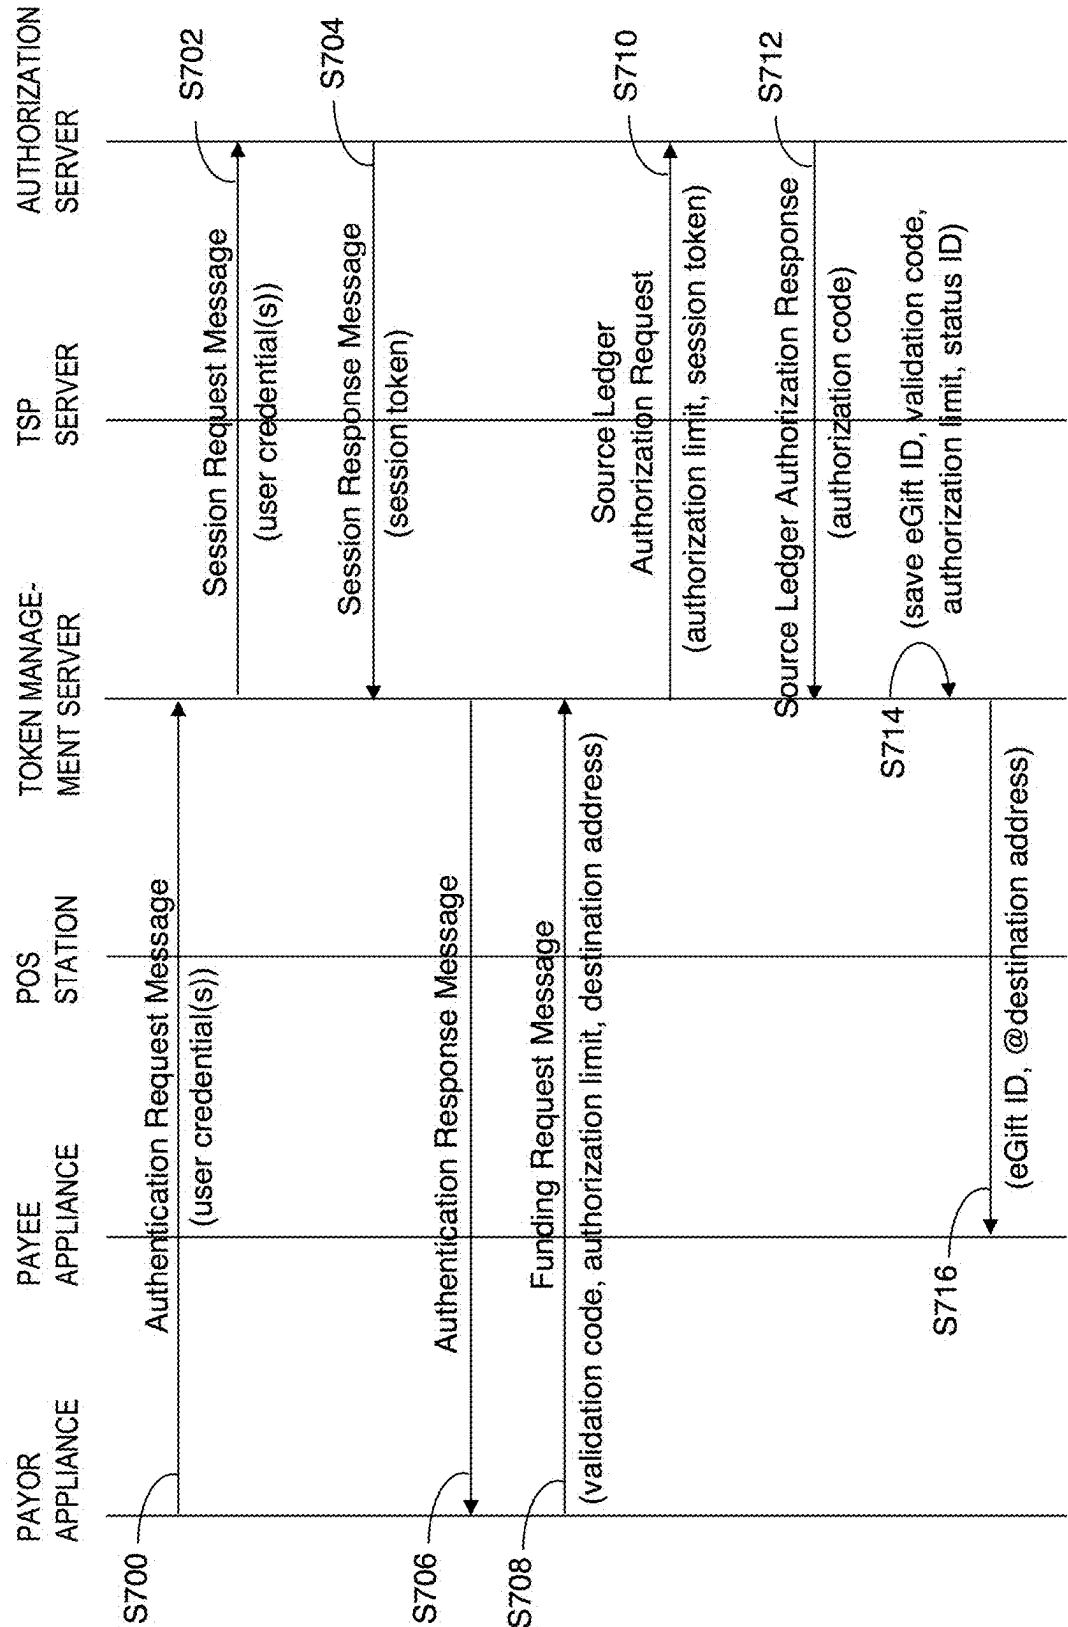 PAYOR
APPLIANCE
PAYEE
APPLIANCE
POS
STATION
TOKEN MANAGE-
MENT SERVER
TSP
SERVER
AUTHORIZATION
SERVER
S700
Authentication Request Message
(user credential(s))
Session Request Message
(user credential(s))
S702
Session Response Message
(session token)
S704
S706
Authentication Response Message
S708
Funding Request Message
(validation code, authorization limit, destination address)
Source Ledger
Authorization Request
(authorization limit, session token)
S710
Source Ledger Authorization Response
(authorization code)
S712
S714
(save eGift ID, validation code,
authorization limit, status ID)
S716
(eGift ID, @destination address)